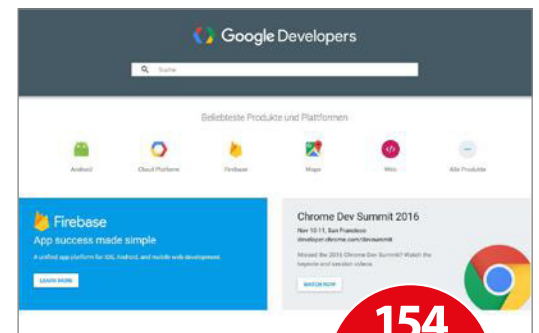 Google Developers
Suche
Beliebteste Produkte und Plattformen
Android
Cloud Platform
Firebase
Maps
Web
Alle Produkte
Firebase
App success made simple
A unified app platform for iOS, Android, and mobile web development.
LEARN MORE
Chrome Dev Summit 2016
Nov 10-11, San Francisco
developer.chrome.com/devsummit
Missed the 2016 Chrome Dev Summit? Watch the
keynote and session videos.
WATCH NOW
154